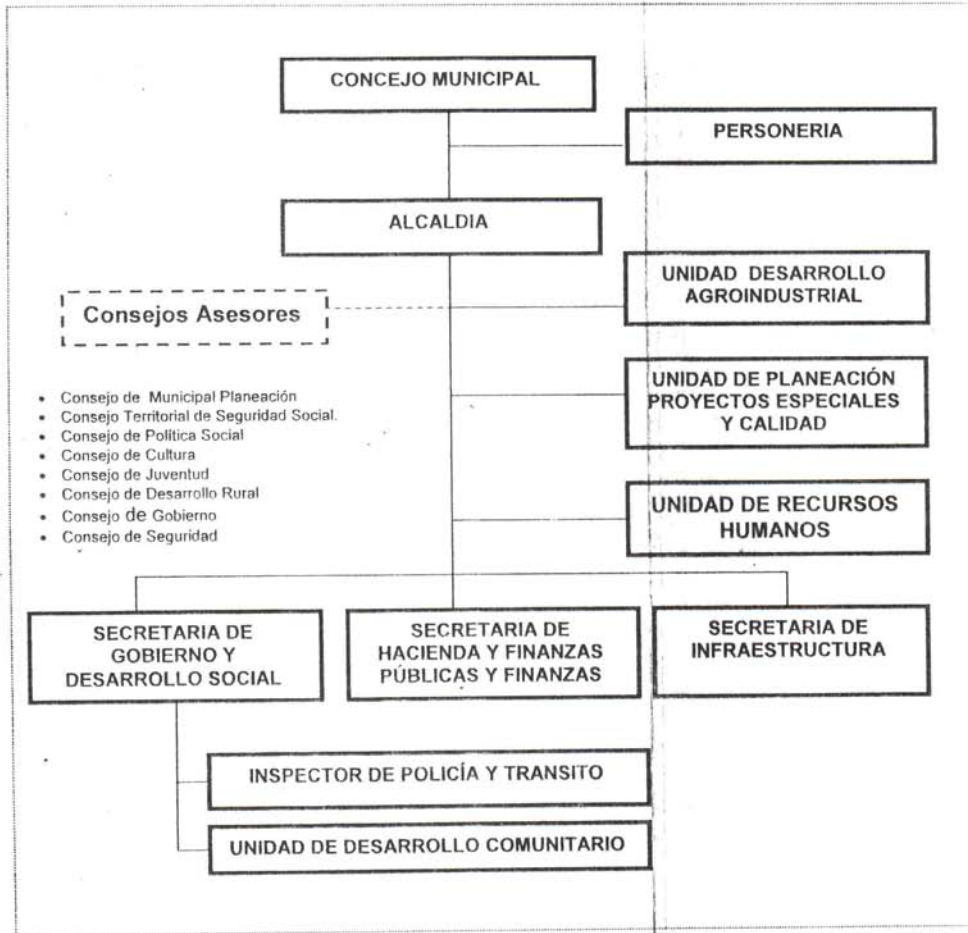 CONCEJO MUNICIPAL
PERSONERIA
ALCALDIA
UNIDAD DESARROLLO
AGROINDUSTRIAL
Consejos Asesores
UNIDAD DE PLANEACIÓN
PROYECTOS ESPECIALES
Y CALIDAD
• Consejo de Municipal Planeación
• Consejo Territorial de Seguridad Social.
• Consejo de Política Social
• Consejo de Cultura
• Consejo de Juventud
• Consejo de Desarrollo Rural
• Consejo de Gobierno
• Consejo de Seguridad
UNIDAD DE RECURSOS
HUMANOS
SECRETARIA DE
GOBIERNO Y
DESARROLLO SOCIAL
SECRETARIA DE
HACIENDA Y FINANZAS
PÚBLICAS Y FINANZAS
SECRETARIA DE
INFRAESTRUCTURA
INSPECTOR DE POLICÍA Y TRANSITO
UNIDAD DE DESARROLLO COMUNITARIO